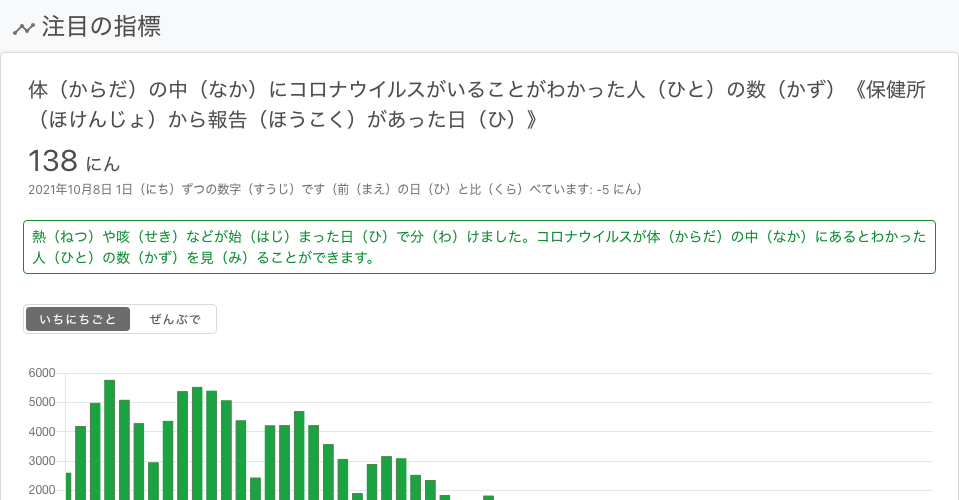 注目の指標
体（からだ）の中（なか）にコロナウイルスがいることがわかった人（ひと）の数（かず）《保健所
（ほけんじょ）から報告（ほうこく）があった日（ひ）》
138 にん
2021年10月8日 1日（にち）ずつの数字（すうじ）です（前（まえ）の日（ひ）と比（くら）べています: -5 にん）
熱（ねつ）や咳（せき）などが始（はじ）まった日（ひ）で分（わ）けました。コロナウイルスが体（からだ）の中（なか）にあるとわかった
人（ひと）の数（かず）を見（み）ることができます。
いちにちごと ぜんぶで
6000
5000
4000
3000
2000